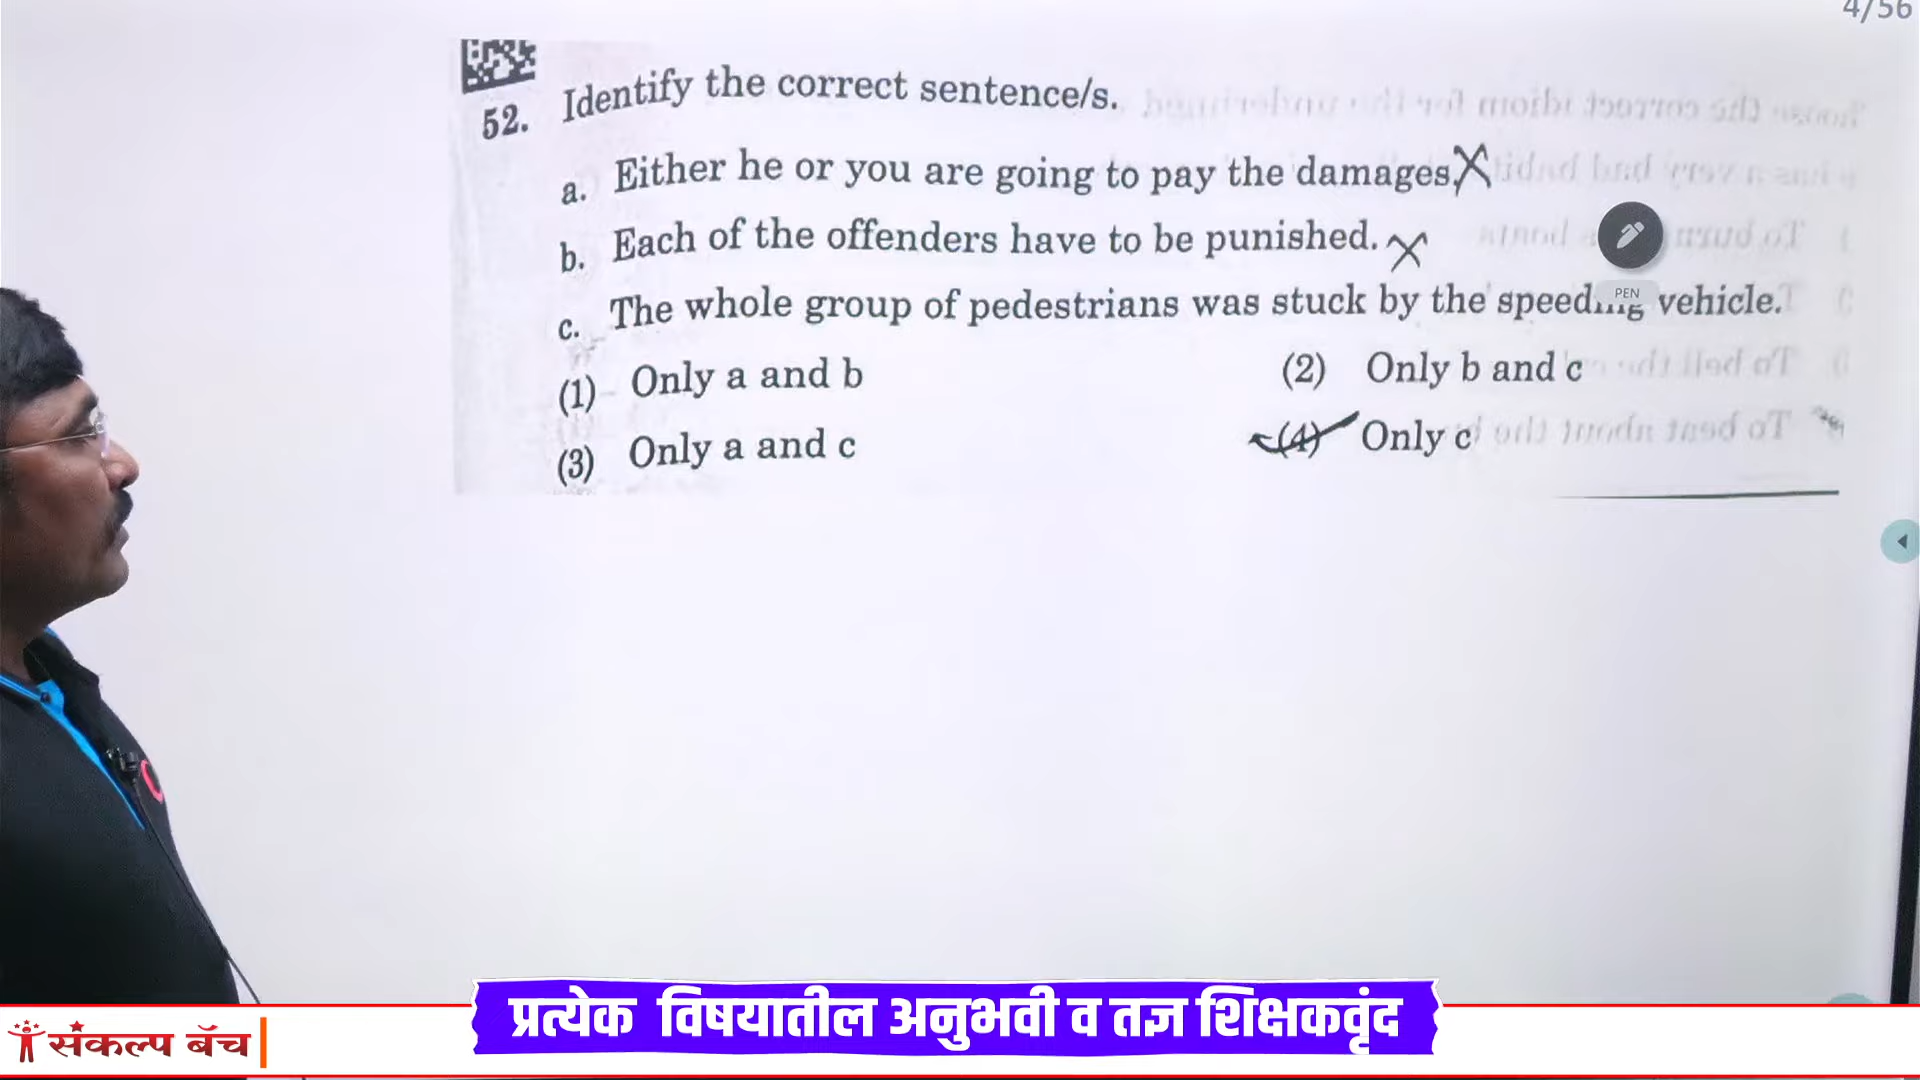 4/56
52. Identify the correct sentence/s.
a. Either he or you are going to pay the damages.
b. Each of the offenders have to be punished.
c. The whole group of pedestrians was stuck by the speeding vehicle.
PEN
(1) Only a and b
(2) Only b and c
(3) Only a and c
(4) Only c
प्रत्येक विषयातील अनुभवी व तज्ञ शिक्षकवृंद
संकल्प बॅच